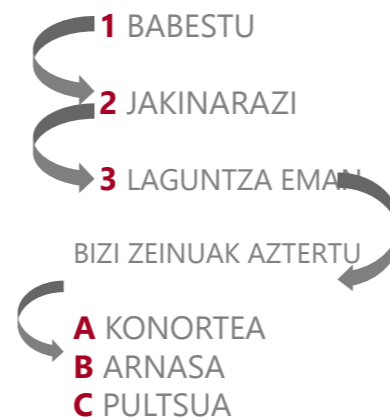 1 BABESTU
2 JAKINARAZI
3 LAGUNTZA EMAN
BIZI ZEINUAK AZTERTU
A KONORTEA
B ARNASA
C PULTSUA